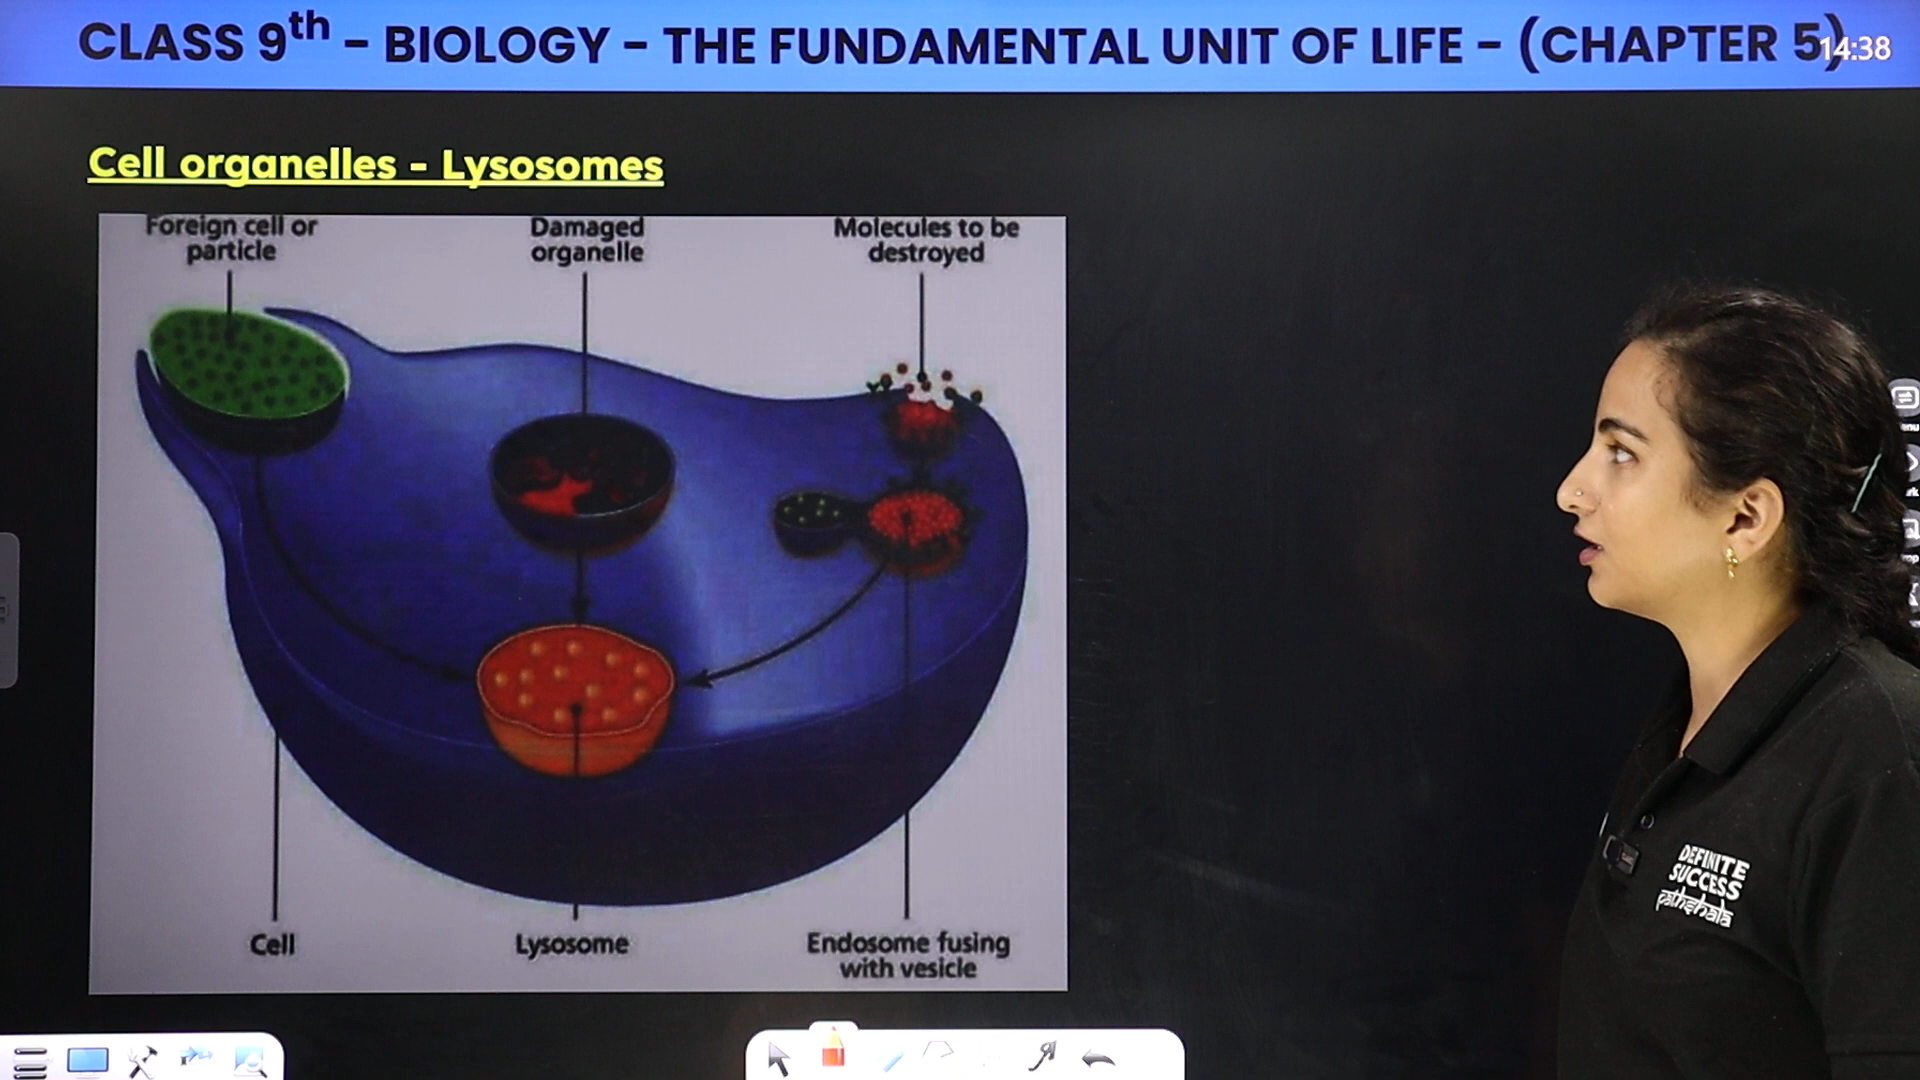 CLASS 9th - BIOLOGY - THE FUNDAMENTAL UNIT OF LIFE - (CHAPTER 5)
14:38
Cell organelles - Lysosomes
Foreign cell or
particle
Damaged
organelle
Molecules to be
destroyed
Cell
Lysosome
Endosome fusing
with vesicle
DEFINITE
SUCCESS
pathshala